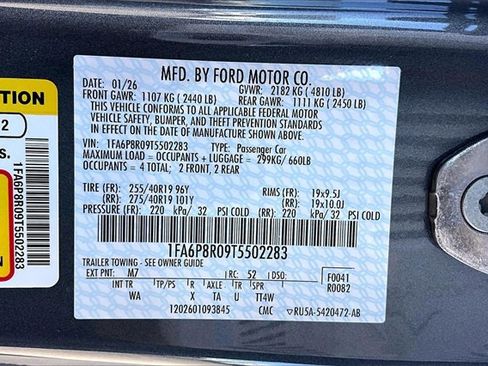 MFD. BY FORD MOTOR CO.
DATE: 01/26 GVWR: 2182 KG ( 4810 LB)
FRONT GAWR: 1107 KG ( 2440 LB) REAR GAWR: 1111 KG ( 2450 LB)
THIS VEHICLE CONFORMS TO ALL APPLICABLE FEDERAL MOTOR
VEHICLE SAFETY, BUMPER, AND THEFT PREVENTION STANDARDS
IN EFFECT ON THE DATE OF MANUFACTURE SHOWN ABOVE.
VIN: 1FA6P8R09T5502283 TYPE: Passenger Car
MAXIMUM LOAD = OCCUPANTS + LUGGAGE = 299KG/ 660LB
OCCUPANTS = 4 TOTAL; 2 FRONT, 2 REAR
TIRE (FR): 255/40R19 96Y RIMS (FR): 19x9.5J
(RR): 275/40R19 101Y (RR): 19x10.0J
PRESSURE (FR): 220 kPa/ 32 PSI COLD (RR): 220 kPa/ 32 PSI COLD
1FA6P8R09T5502283
TRAILER TOWING - SEE OWNER GUIDE
EXT PNT: M7 RC: 52 DSO: F0041
R0082
INT TR TP/PS R AXLE TR SPR
WA X TA U TT4W
1202601093845 CMC RU5A-5420472-AB
TION
2
S.
1FA6P8R09T5502283